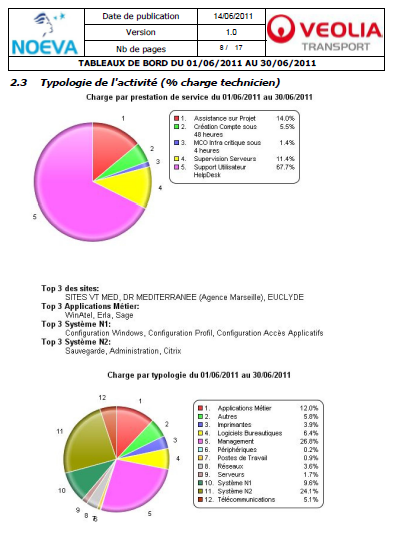 NOEVA
Date de publication 14/06/2011
Version 1.0
Nb de pages 8 / 17
VEOLIA
TRANSPORT
TABLEAUX DE BORD DU 01/06/2011 AU 30/06/2011
2.3 Typologie de l'activité (% charge technicien)
Charge par prestation de service du 01/06/2011 au 30/06/2011
1
2
3
4
5
1. Assistance sur Projet 14.0%
2. Création Compte sous 5.5%
48 heures
3. MCO Infra critique sous 1.4%
4 heures
4. Supervision Serveurs 11.4%
5. Support Utilisateur 67.7%
HelpDesk
Top 3 des sites:
SITES VT MED, DR MEDITERRANEE (Agence Marseille), EUCLYDE
Top 3 Applications Métier:
WinAtel, Erla, Sage
Top 3 Système N1:
Configuration Windows, Configuration Profil, Configuration Accès Applicatifs
Top 3 Système N2:
Sauvegarde, Administration, Citrix
Charge par typologie du 01/06/2011 au 30/06/2011
12
1
2
3
4
5
7
8
9
10
11
1. Applications Métier 12.0%
2. Autres 5.8%
3. Imprimantes 3.9%
4. Logiciels Bureautiques 6.4%
5. Management 26.8%
6. Périphériques 0.2%
7. Postes de Travail 0.9%
8. Réseaux 3.6%
9. Serveurs 1.7%
10. Système N1 9.6%
11. Système N2 24.1%
12. Télécommunications 5.1%